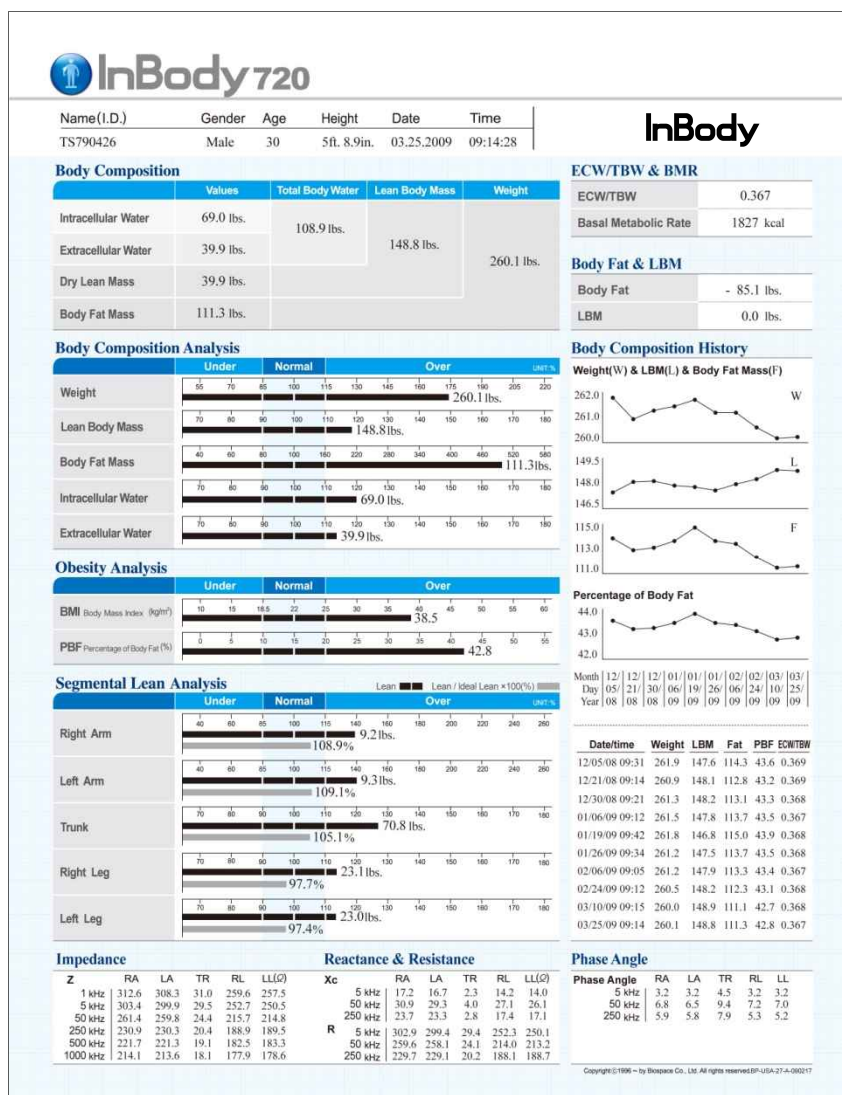 InBody 720
Name(I.D.) Gender Age Height Date Time
TS790426 Male 30 5ft. 8.9in. 03.25.2009 09:14:28
InBody
Body Composition
Values Total Body Water Lean Body Mass Weight
Intracellular Water 69.0 lbs.
108.9 lbs.
Extracellular Water 39.9 lbs.
148.8 lbs.
260.1 lbs.
Dry Lean Mass 39.9 lbs.
Body Fat Mass 111.3 lbs.
ECW/TBW & BMR
ECW/TBW 0.367
Basal Metabolic Rate 1827 kcal
Body Fat & LBM
Body Fat - 85.1 lbs.
LBM 0.0 lbs.
Body Composition Analysis
Under Normal Over UNIT:%
Weight 55 70 85 100 115 130 145 160 175 190 205 220
260.1 lbs.
Lean Body Mass 70 80 90 100 110 120 130 140 150 160 170 180
148.8lbs.
Body Fat Mass 40 60 80 100 160 220 280 340 400 460 520 580
111.3lbs.
Intracellular Water 70 80 90 100 110 120 130 140 150 160 170 180
69.0 lbs.
Extracellular Water 70 80 90 100 110 120 130 140 150 160 170 180
39.9 lbs.
Obesity Analysis
Under Normal Over
BMI Body Mass Index (kg/m²) 10 15 18.5 22 25 30 35 40 45 50 55 60
38.5
PBF Percentage of Body Fat (%) 0 5 10 15 20 25 30 35 40 45 50 55
42.8
Segmental Lean Analysis
Lean Lean / Ideal Lean ×100(%)
Under Normal Over UNIT:%
Right Arm 40 60 85 100 115 140 160 180 200 220 240 260
9.2lbs.
108.9%
Left Arm 40 60 85 100 115 140 160 180 200 220 240 260
9.3lbs.
109.1%
Trunk 70 80 90 100 110 120 130 140 150 160 170 180
70.8 lbs.
105.1%
Right Leg 70 80 90 100 110 120 130 140 150 160 170 180
23.1lbs.
97.7%
Left Leg 70 80 90 100 110 120 130 140 150 160 170 180
23.0lbs.
97.4%
Body Composition History
Weight(W) & LBM(L) & Body Fat Mass(F)
262.0 W
261.0
260.0
149.5 L
148.0
146.5
115.0 F
113.0
111.0
Percentage of Body Fat
44.0
43.0
42.0
Month 12/ 12/ 12/ 01/ 01/ 01/ 02/ 02/ 03/ 03/
Day 05/ 21/ 30/ 06/ 19/ 26/ 06/ 24/ 10/ 25/
Year 08 08 08 09 09 09 09 09 09 09
Date/time Weight LBM Fat PBF ECW/TBW
12/05/08 09:31 261.9 147.6 114.3 43.6 0.369
12/21/08 09:14 260.9 148.1 112.8 43.2 0.369
12/30/08 09:21 261.3 148.2 113.1 43.3 0.368
01/06/09 09:12 261.5 147.8 113.7 43.5 0.367
01/19/09 09:42 261.8 146.8 115.0 43.9 0.368
01/26/09 09:34 261.2 147.5 113.7 43.5 0.368
02/06/09 09:05 261.2 147.9 113.3 43.4 0.367
02/24/09 09:12 260.5 148.2 112.3 43.1 0.368
03/10/09 09:15 260.0 148.9 111.1 42.7 0.368
03/25/09 09:14 260.1 148.8 111.3 42.8 0.367
Impedance
Z RA LA TR RL LL(Ω)
1 kHz 312.6 308.3 31.0 259.6 257.5
5 kHz 303.4 299.9 29.5 252.7 250.5
50 kHz 261.4 259.8 24.4 215.7 214.8
250 kHz 230.9 230.3 20.4 188.9 189.5
500 kHz 221.7 221.3 19.1 182.5 183.3
1000 kHz 214.1 213.6 18.1 177.9 178.6
Reactance & Resistance
Xc RA LA TR RL LL(Ω)
5 kHz 17.2 16.7 2.3 14.2 14.0
50 kHz 30.9 29.3 4.0 27.1 26.1
250 kHz 23.7 23.3 2.8 17.4 17.1
R 5 kHz 302.9 299.4 29.4 252.3 250.1
50 kHz 259.6 258.1 24.1 214.0 213.2
250 kHz 229.7 229.1 20.2 188.1 188.7
Phase Angle
Phase Angle RA LA TR RL LL
5 kHz 3.2 3.2 4.5 3.2 3.2
50 kHz 6.8 6.5 9.4 7.2 7.0
250 kHz 5.9 5.8 7.9 5.3 5.2
Copyright©1996 ~ by Biospace Co., Ltd. All rights reserved.BP-USA-27-A-090217